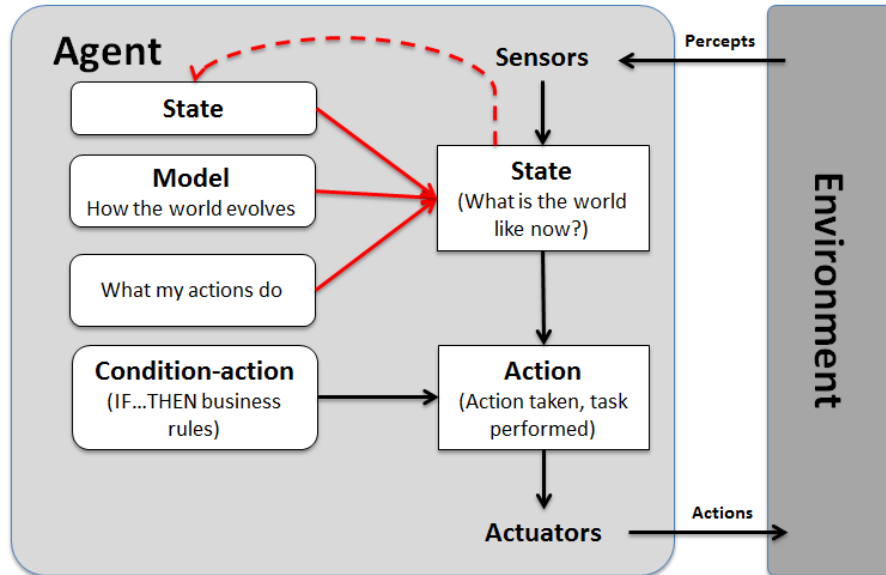 Agent
Sensors
Percepts
State
Model
How the world evolves
State
(What is the world
like now?)
What my actions do
Condition-action
(IF...THEN business
rules)
Action
(Action taken, task
performed)
Actuators
Actions
Environment